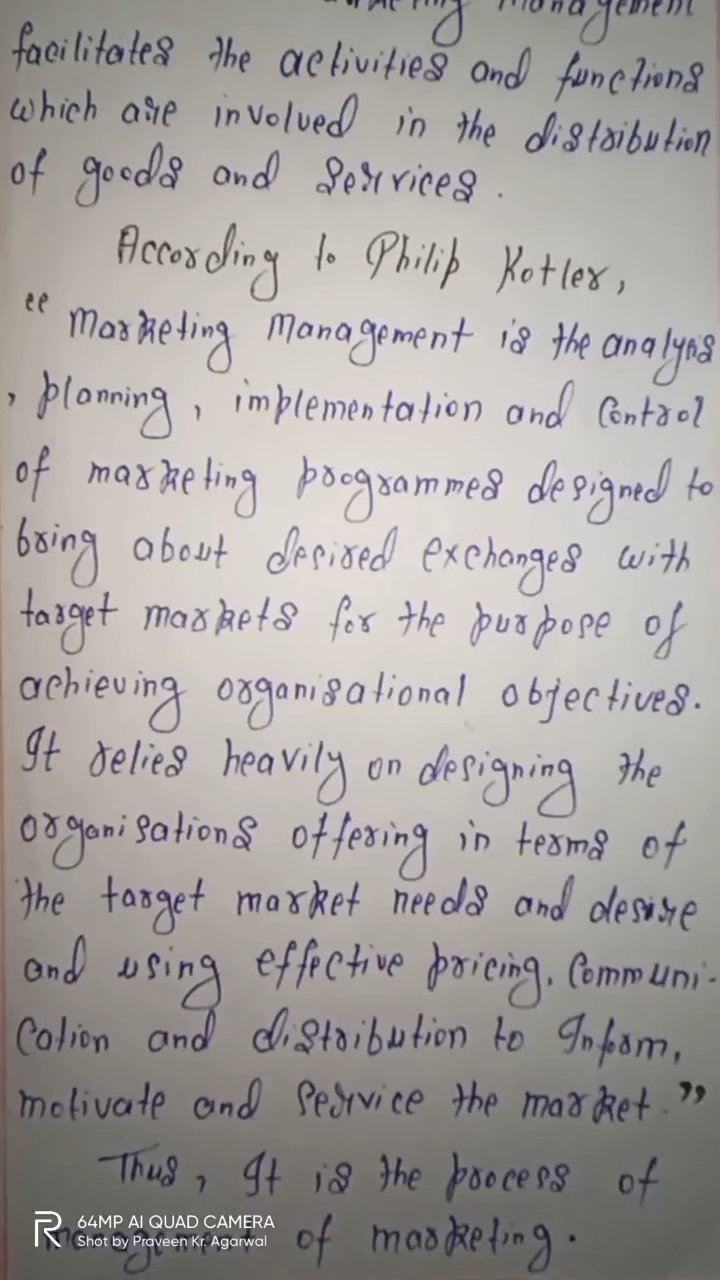 Marketing Management
facilitates the activities and functions
which are involved in the distribution
of goods and services.
According to Philip Kotler,
"Marketing Management is the analysis
, planning, implementation and Control
of marketing programmes designed to
bring about desired exchanges with
target markets for the purpose of
achieving organisational objectives.
It relies heavily on designing the
organisations offering in terms of
the target market needs and desire
and using effective pricing. Communi-
cation and distribution to Inform,
motivate and service the market."
Thus, It is the process of
management of marketing.
64MP AI QUAD CAMERA
Shot by Praveen Kr. Agarwal